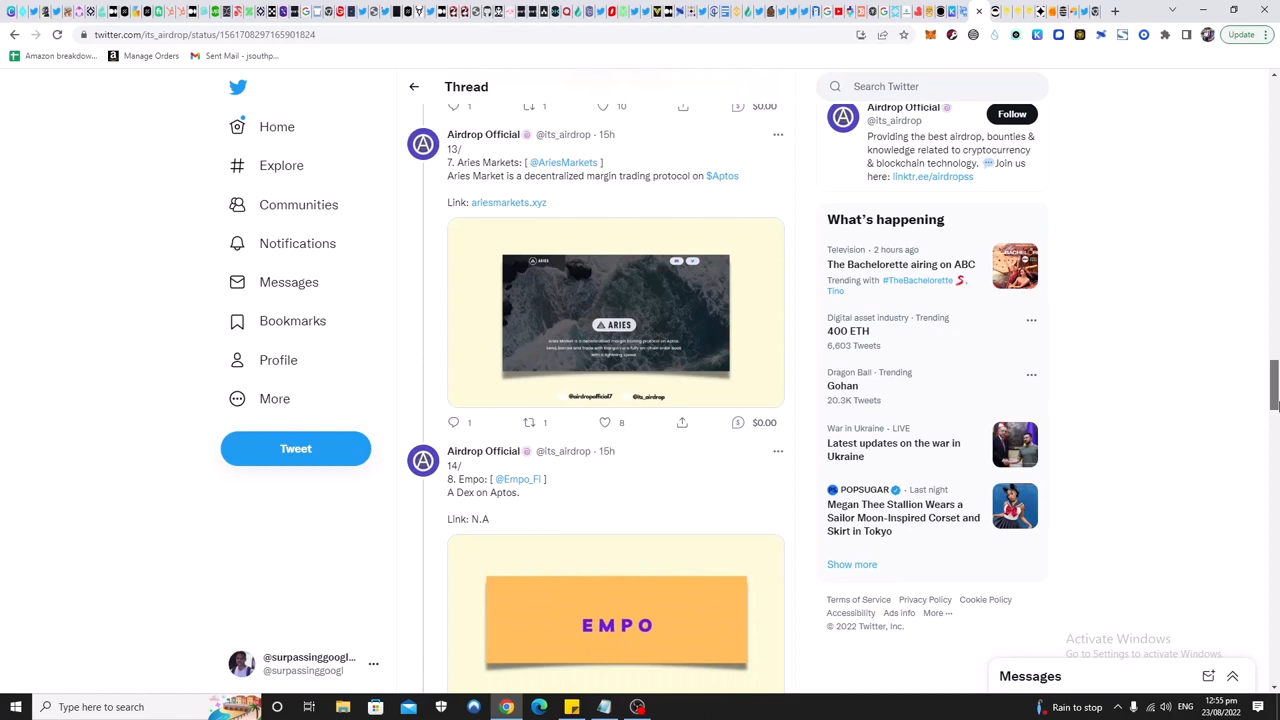 twitter.com/its_airdrop/status/1561708297165901824
Update
Amazon breakdow...
Manage Orders
Sent Mail - jsouthp...
Home
Explore
Communities
Notifications
Messages
Bookmarks
Profile
More
Tweet
@surpassinggoogl...
@surpassinggoogl
Thread
1
1
10
$0.00
Airdrop Official @its_airdrop · 15h
13/
7. Aries Markets: [ @AriesMarkets ]
Aries Market is a decentralized margin trading protocol on $Aptos
Link: ariesmarkets.xyz
ARIES
ARIES
@airdropofficial7
@its_airdrop
1
1
8
$0.00
Airdrop Official @its_airdrop · 15h
14/
8. Empo: [ @Empo_Fi ]
A Dex on Aptos.
Link: N.A
EMPO
Search Twitter
Airdrop Official
@its_airdrop
Follow
Providing the best airdrop, bounties &
knowledge related to cryptocurrency
& blockchain technology. Join us
here: linktr.ee/airdropss
What's happening
Television · 2 hours ago
The Bachelorette airing on ABC
Trending with #TheBachelorette ,
Tino
Digital asset industry · Trending
400 ETH
6,603 Tweets
Dragon Ball · Trending
Gohan
20.3K Tweets
War in Ukraine · LIVE
Latest updates on the war in
Ukraine
POPSUGAR · Last night
Megan Thee Stallion Wears a
Sailor Moon-Inspired Corset and
Skirt in Tokyo
Show more
Terms of Service Privacy Policy Cookie Policy
Accessibility Ads info More ···
© 2022 Twitter, Inc.
Activate Windows
Go to Settings to activate Windows.
Messages
Type here to search
Rain to stop
12:55 pm
23/08/2022